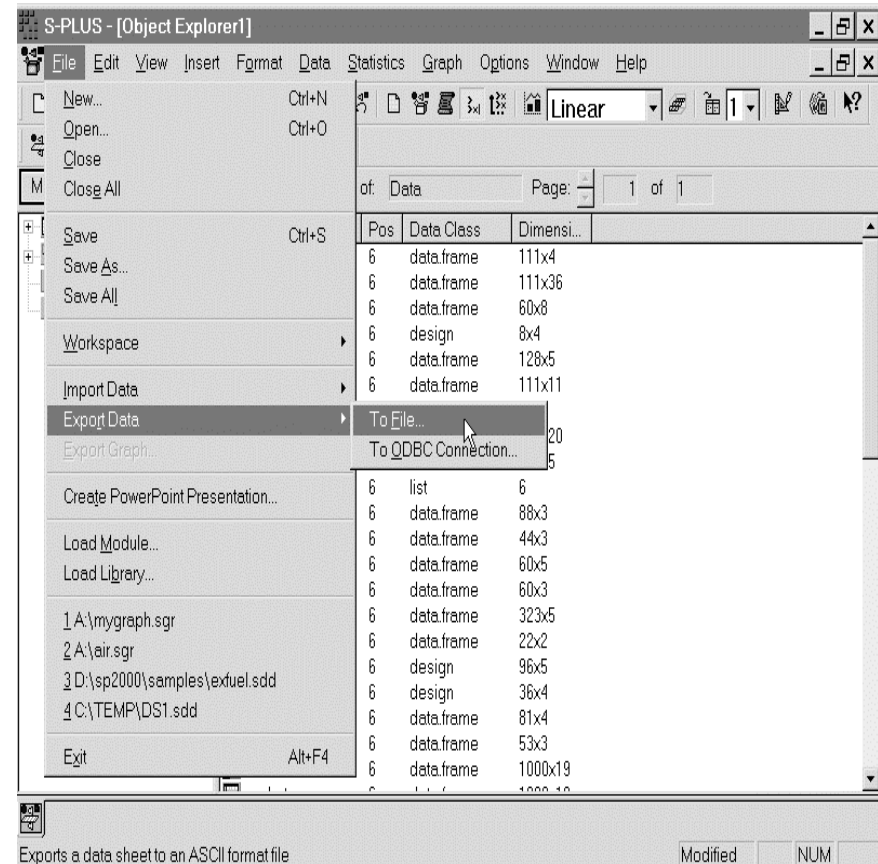 S-PLUS - [Object Explorer1]
File Edit View Insert Format Data Statistics Graph Options Window Help
Linear 1
New... Ctrl+N
Open... Ctrl+O
Close
Close All
Save Ctrl+S
Save As...
Save All
Workspace
Import Data
Export Data
Export Graph...
Create PowerPoint Presentation...
Load Module...
Load Library...
1 A:\mygraph.sgr
2 A:\air.sgr
3 D:\sp2000\samples\exfuel.sdd
4 C:\TEMP\DS1.sdd
Exit Alt+F4
To File...
To ODBC Connection...
M
of: Data Page: 1 of 1
Pos Data Class Dimensi...
6 data.frame 111x4
6 data.frame 111x36
6 data.frame 60x8
6 design 8x4
6 data.frame 128x5
6 data.frame 111x11
20
5
6 list 6
6 data.frame 88x3
6 data.frame 44x3
6 data.frame 60x5
6 data.frame 60x3
6 data.frame 323x5
6 data.frame 22x2
6 design 96x5
6 design 36x4
6 data.frame 81x4
6 data.frame 53x3
6 data.frame 1000x19
Exports a data sheet to an ASCII format file
Modified NUM